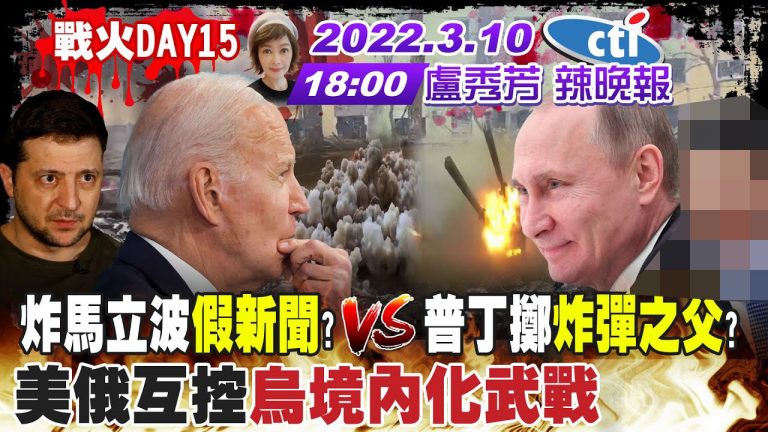 戰火DAY15
2022.3.10
cti
18:00 盧秀芳 辣晚報
炸馬立波假新聞? VS 普丁擲炸彈之父?
美俄互控烏境內化武戰